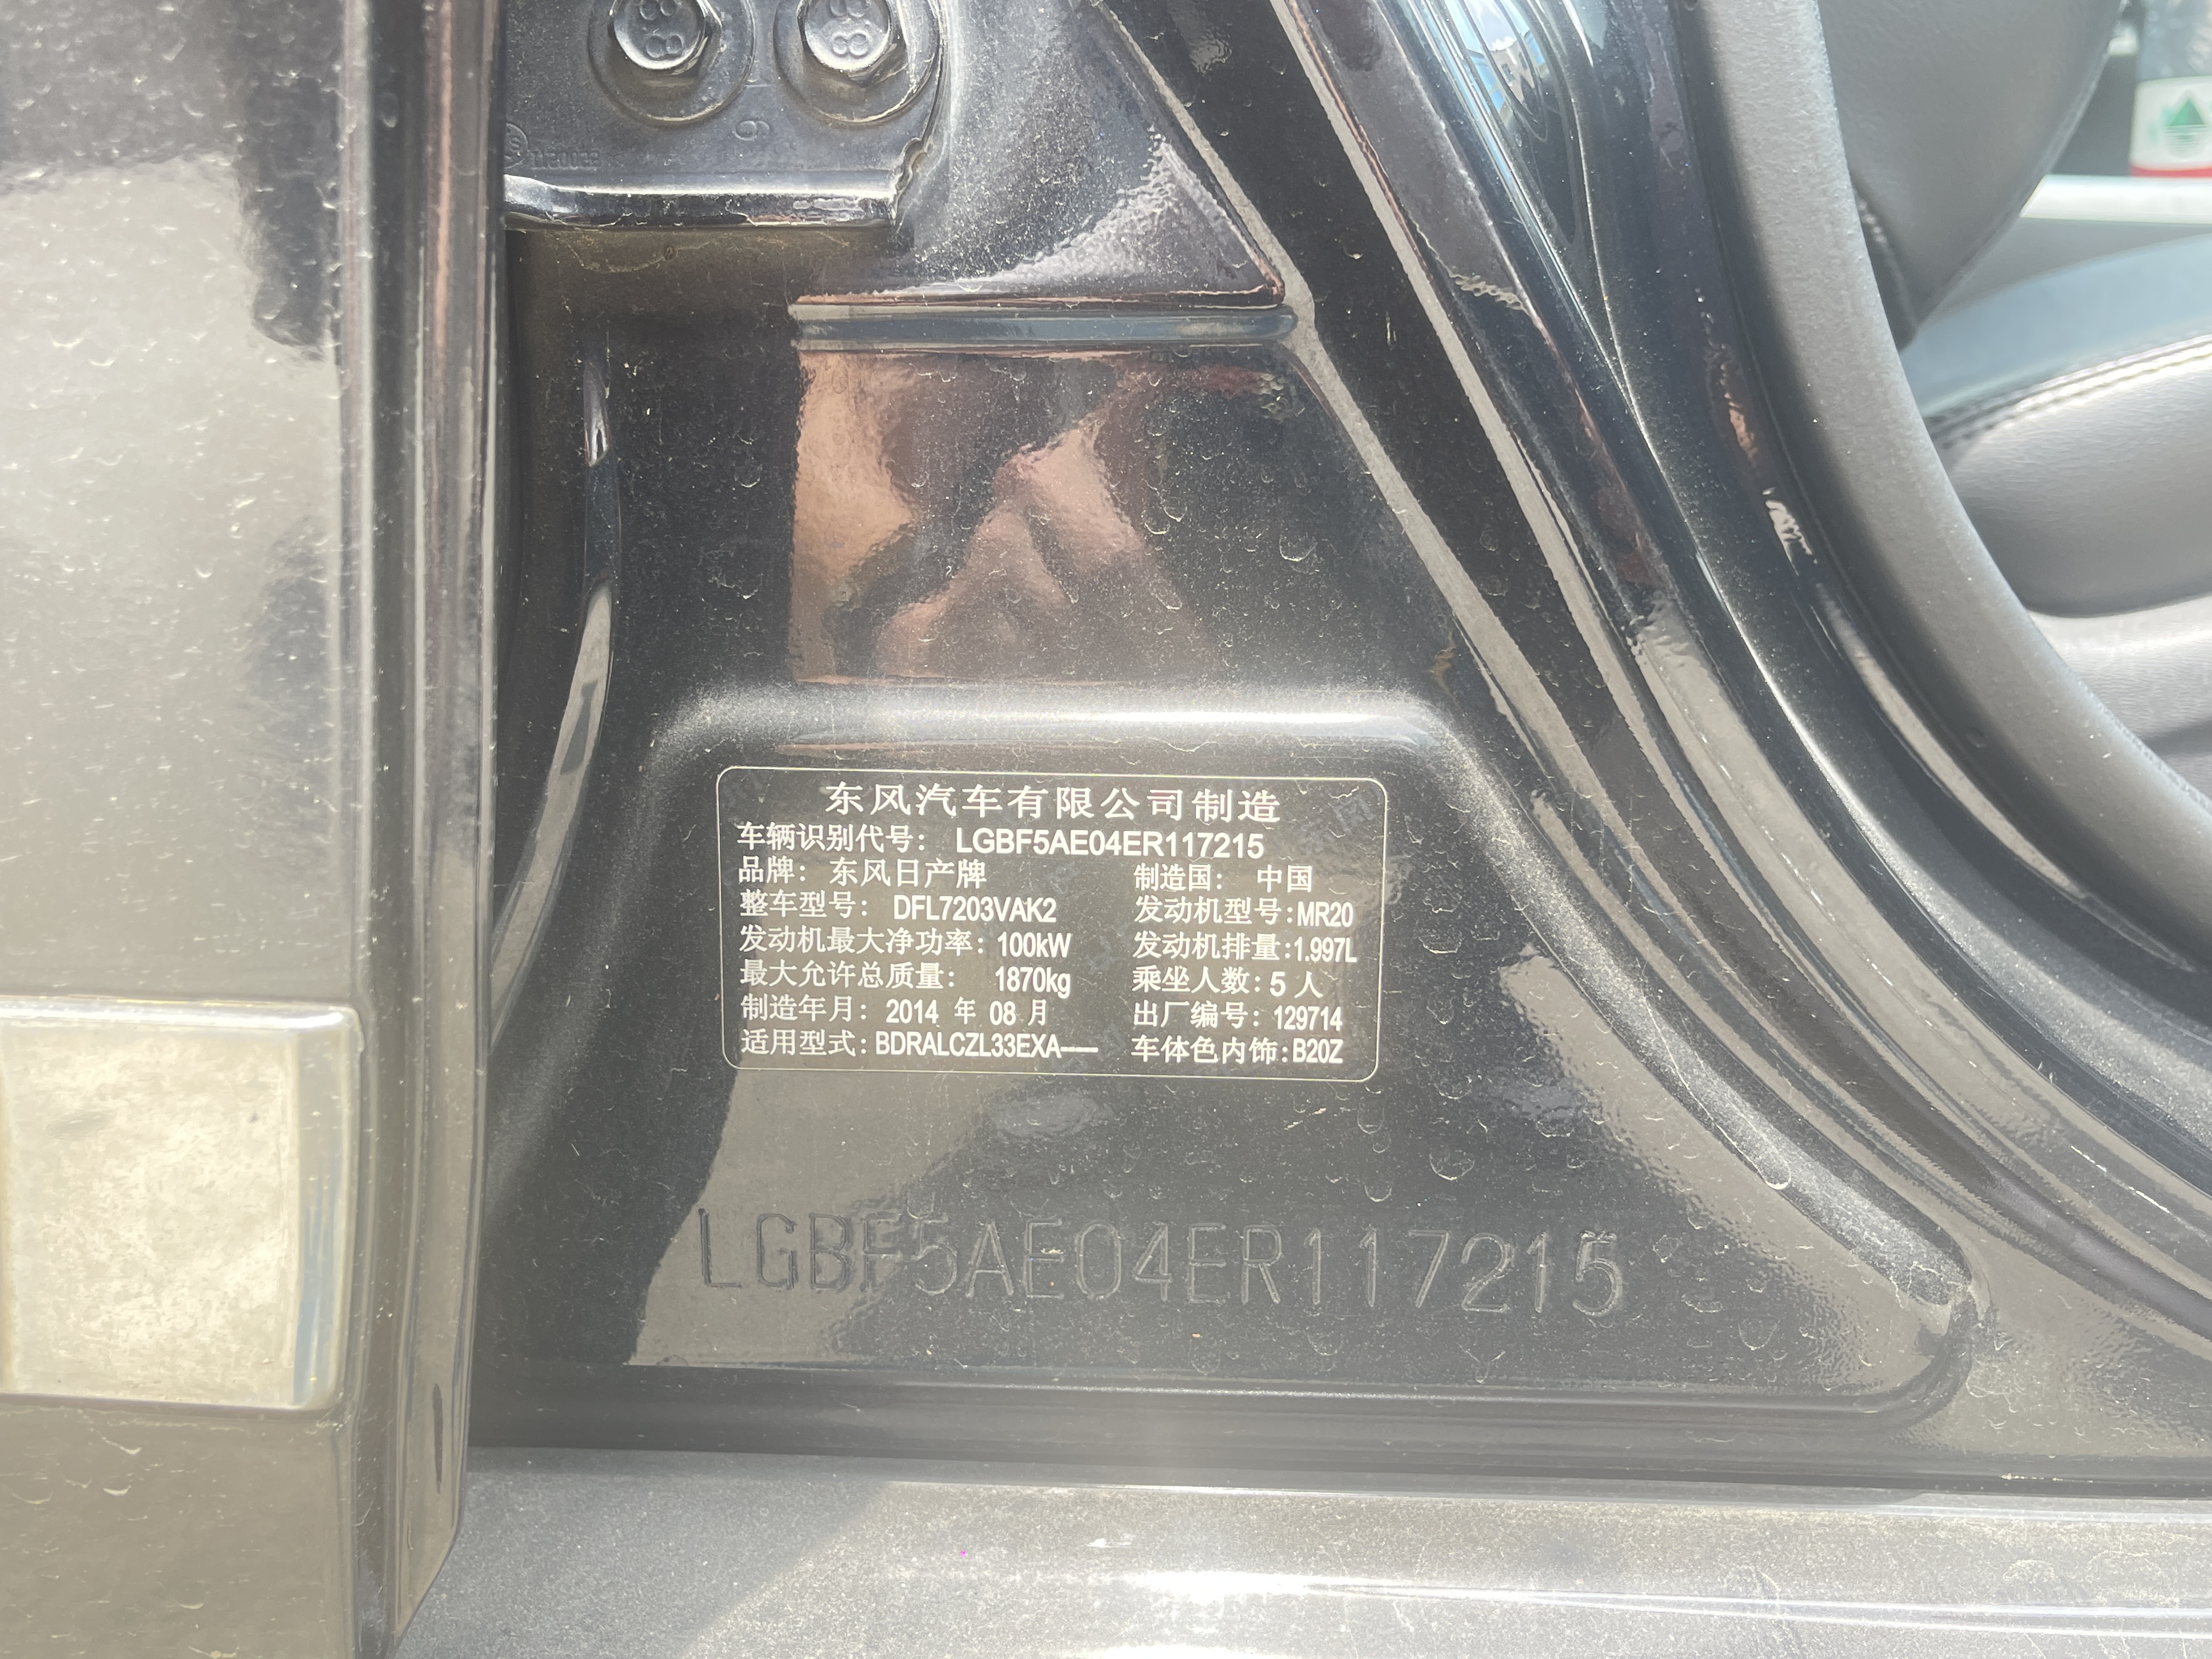 8.8 8.8
9
东风汽车有限公司制造
车辆识别代号： LGBF5AE04ER117215
品牌： 东风日产牌 制造国： 中国
整车型号： DFL7203VAK2 发动机型号：MR20
发动机最大净功率：100kW 发动机排量：1.997L
最大允许总质量： 1870kg 乘坐人数：5 人
制造年月： 2014 年 08 月 出厂编号：129714
适用型式：BDRALCZL33EXA----- 车体色内饰：B20Z
LGBF5AE04ER117215